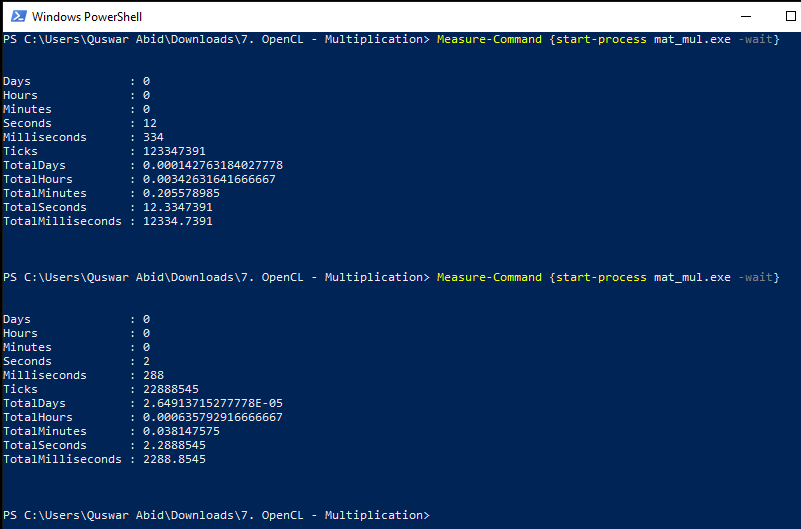 Windows PowerShell
PS C:\Users\Quswar Abid\Downloads\7. OpenCL - Multiplication> Measure-Command {start-process mat_mul.exe -wait}
Days : 0
Hours : 0
Minutes : 0
Seconds : 12
Milliseconds : 334
Ticks : 123347391
TotalDays : 0.000142763184027778
TotalHours : 0.00342631641666667
TotalMinutes : 0.205578985
TotalSeconds : 12.3347391
TotalMilliseconds : 12334.7391
PS C:\Users\Quswar Abid\Downloads\7. OpenCL - Multiplication> Measure-Command {start-process mat_mul.exe -wait}
Days : 0
Hours : 0
Minutes : 0
Seconds : 2
Milliseconds : 288
Ticks : 22888545
TotalDays : 2.64913715277778E-05
TotalHours : 0.000635792916666667
TotalMinutes : 0.038147575
TotalSeconds : 2.2888545
TotalMilliseconds : 2288.8545
PS C:\Users\Quswar Abid\Downloads\7. OpenCL - Multiplication>